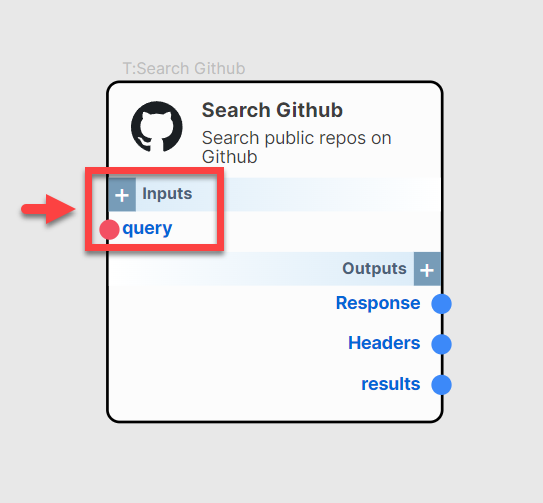 T:Search Github
Search Github
Search public repos on
Github
+ Inputs
query
Outputs +
Response
Headers
results